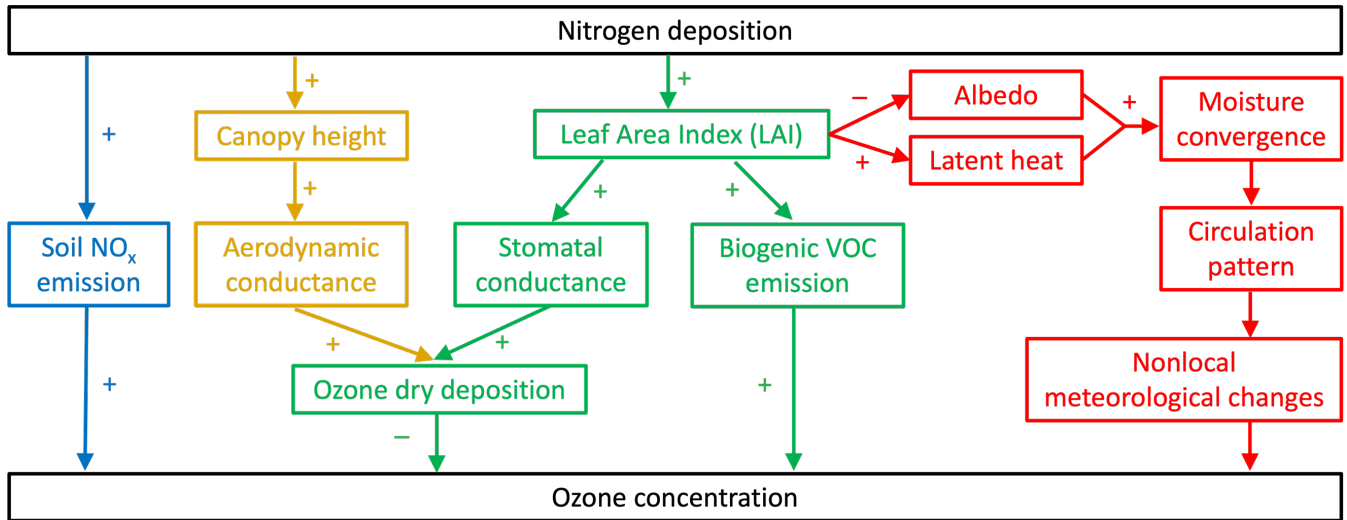 Nitrogen deposition
+
+
+
+
Canopy height
+
Leaf Area Index (LAI)
–
+
Albedo
Latent heat
+
Moisture
convergence
+
+
Soil NOx
emission
Aerodynamic
conductance
Stomatal
conductance
Biogenic VOC
emission
Circulation
pattern
+
+
+
+
Ozone dry deposition
–
Nonlocal
meteorological changes
Ozone concentration